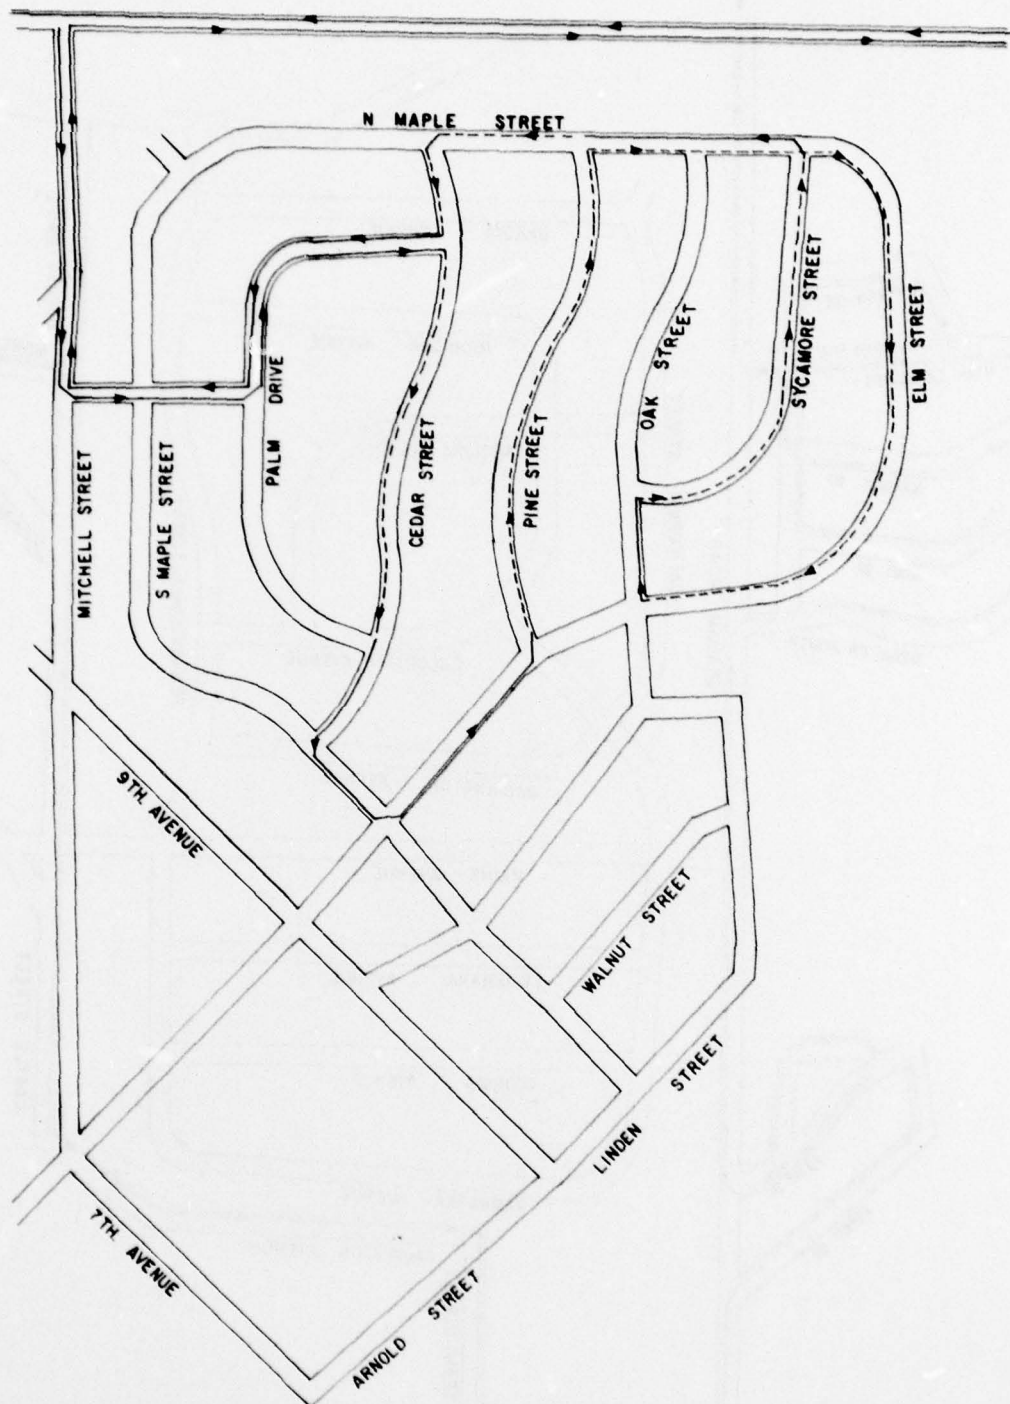 N MAPLE STREET
MITCHELL STREET
S MAPLE STREET
PALM DRIVE
CEDAR STREET
PINE STREET
OAK STREET
SYCAMORE STREET
ELM STREET
9TH. AVENUE
WALNUT STREET
LINDEN STREET
7TH. AVENUE
ARNOLD STREET